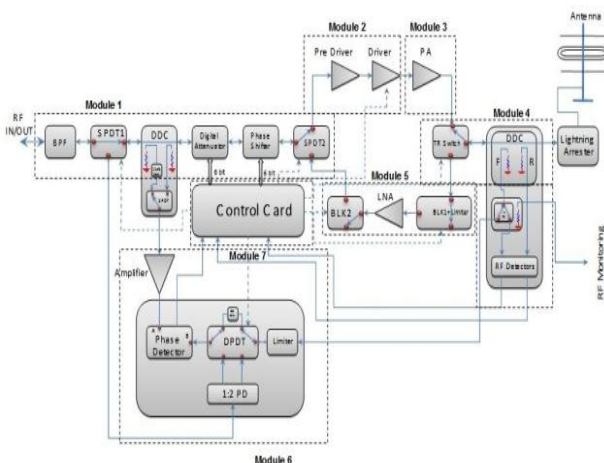 Antenna
Module 2
Module 3
Pre Driver
Driver
PA
Module 1
Module 4
RF
IN/OUT
BPF
SPDT1
DDC
Digital
Attenuator
Phase
Shifter
SPDT2
TR Switch
DDC
F
R
Lightning
Arrester
6 bit
6 bit
Module 5
LNA
Control Card
BLK2
BLK1+Limiter
Module 7
Amplifier
RF Detectors
RF Monitoring
A
B
Phase
Detector
DPDT
Limiter
1:2 PD
Module 6